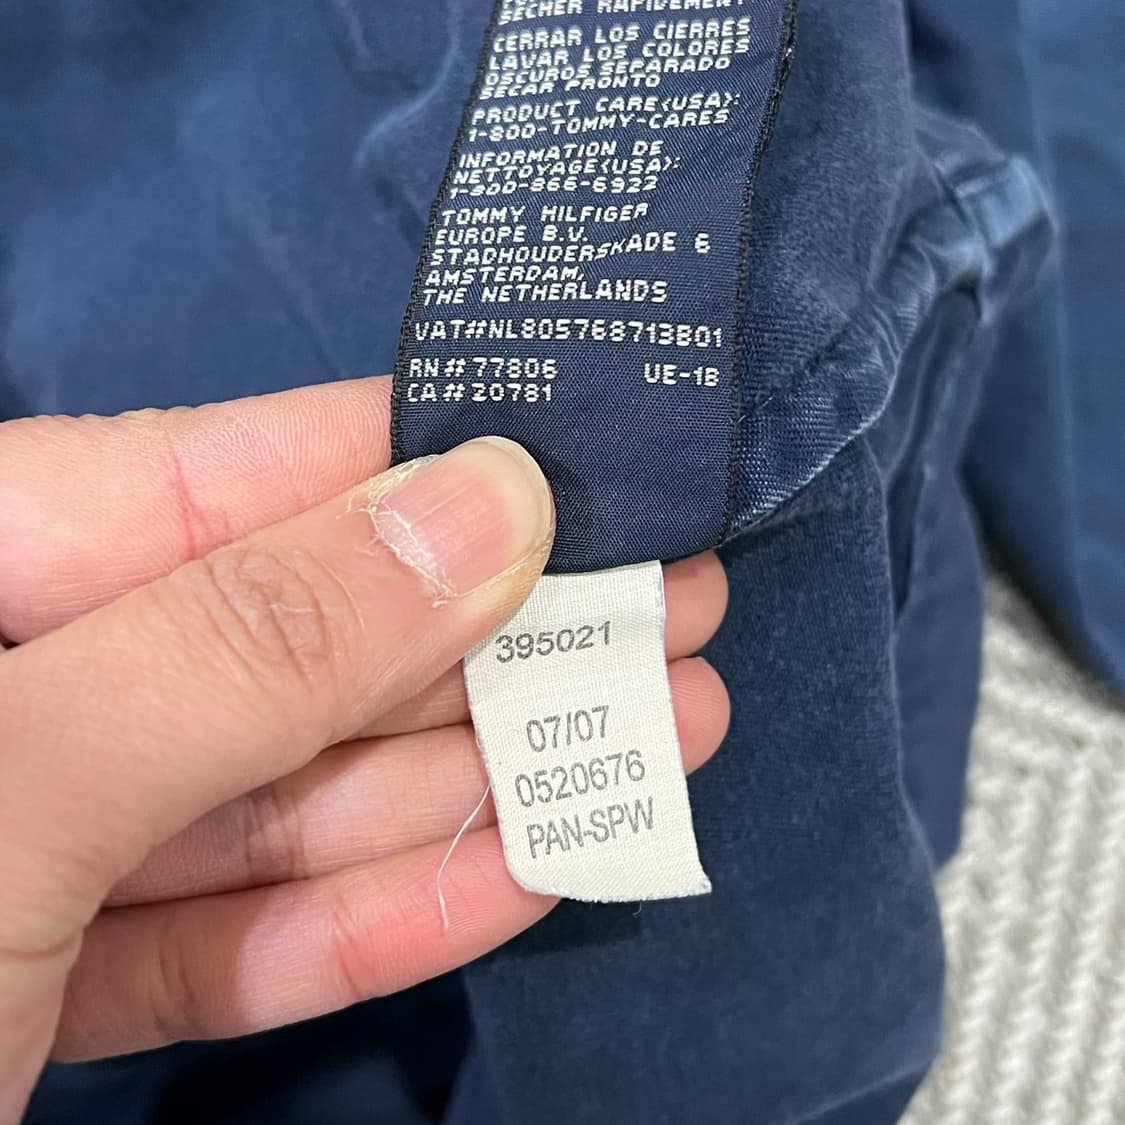 SECHER RAPIDEMENT
CERRAR LOS CIERRES
LAVAR LOS COLORES
OSCUROS SEPARADO
SECAR PRONTO
PRODUCT CARE(USA):
1-800-TOMMY-CARES
INFORMATION DE
NETTOYAGE(USA):
1-800-866-6922
TOMMY HILFIGER
EUROPE B.V.
STADHOUDERSKADE 6
AMSTERDAM,
THE NETHERLANDS
VAT#NL805768713B01
RN# 77806 UE-1B
CA# 20781
395021
07/07
0520676
PAN-SPW